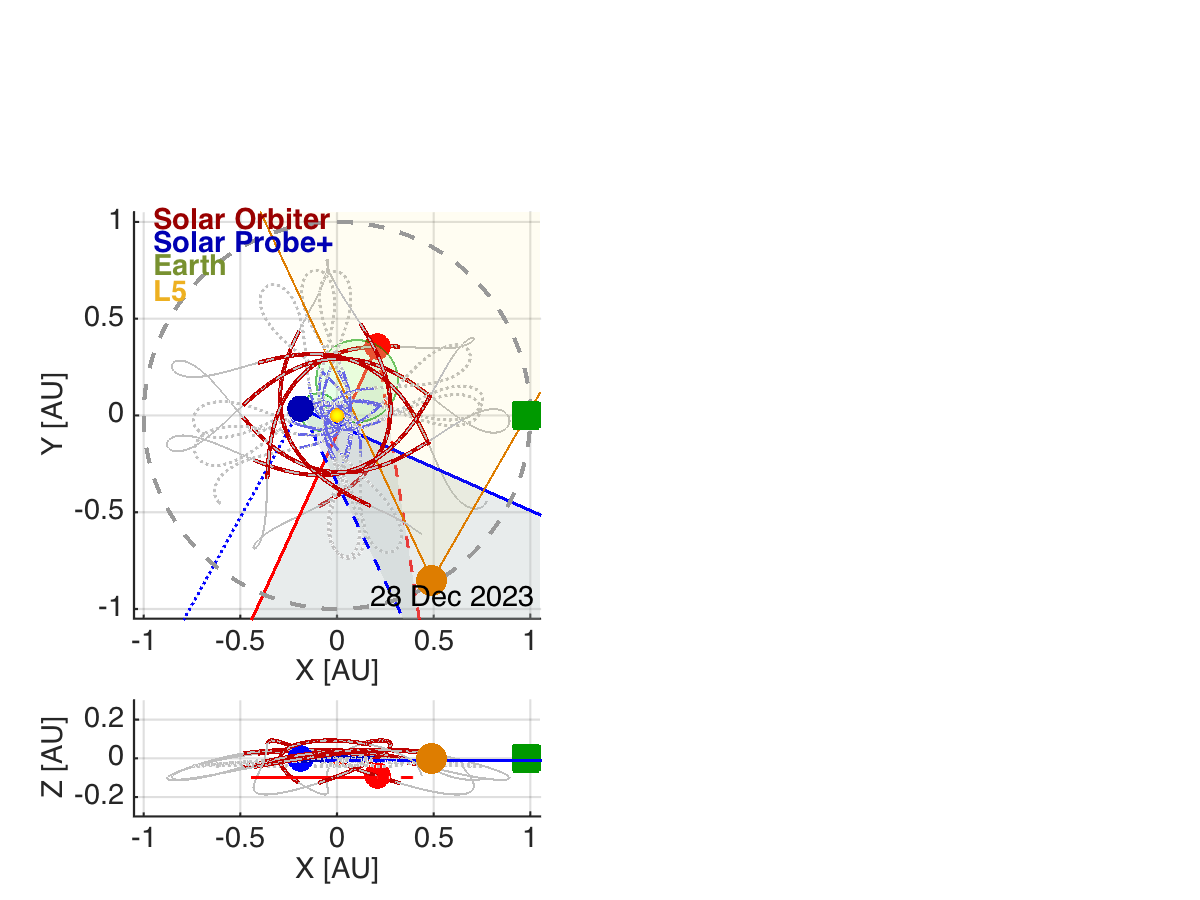 Solar Orbiter
Solar Probe+
Earth
L5
1
0.5
0
-0.5
-1
Y [AU]
28 Dec 2023
-1 -0.5 0 0.5 1
X [AU]
0.2
0
-0.2
Z [AU]
-1 -0.5 0 0.5 1
X [AU]